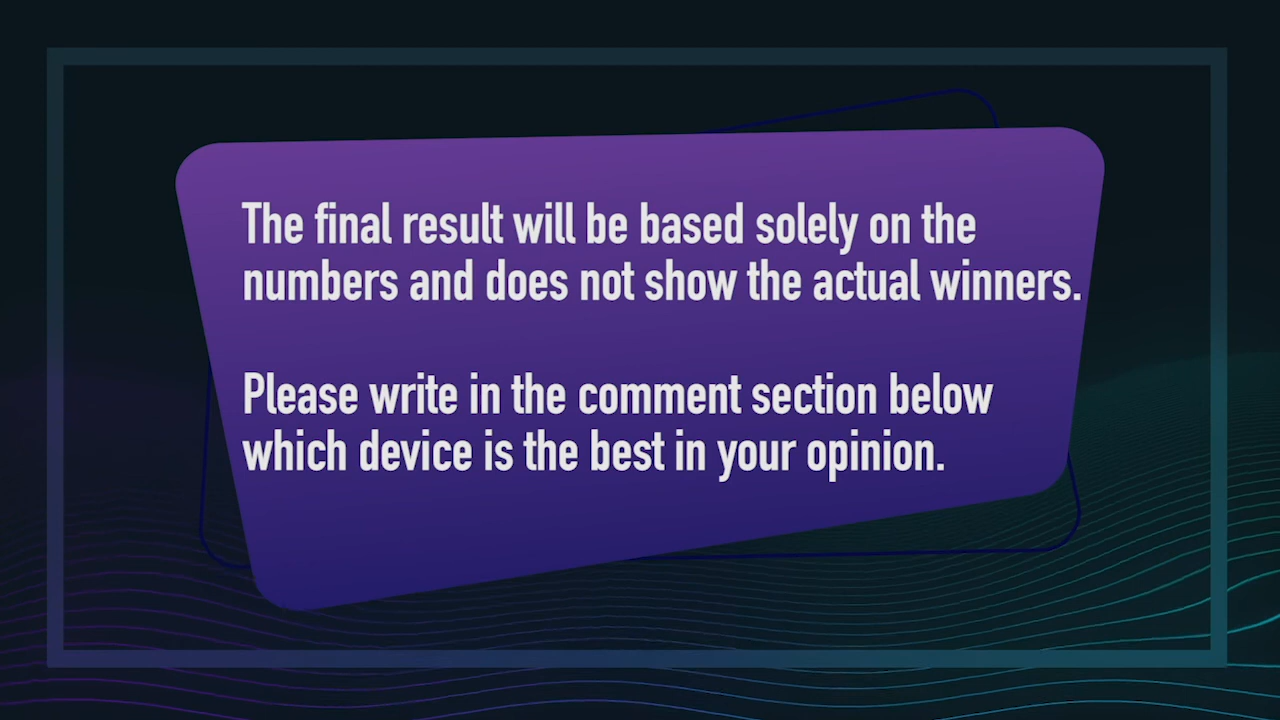 The final result will be based solely on the
numbers and does not show the actual winners.
Please write in the comment section below
which device is the best in your opinion.